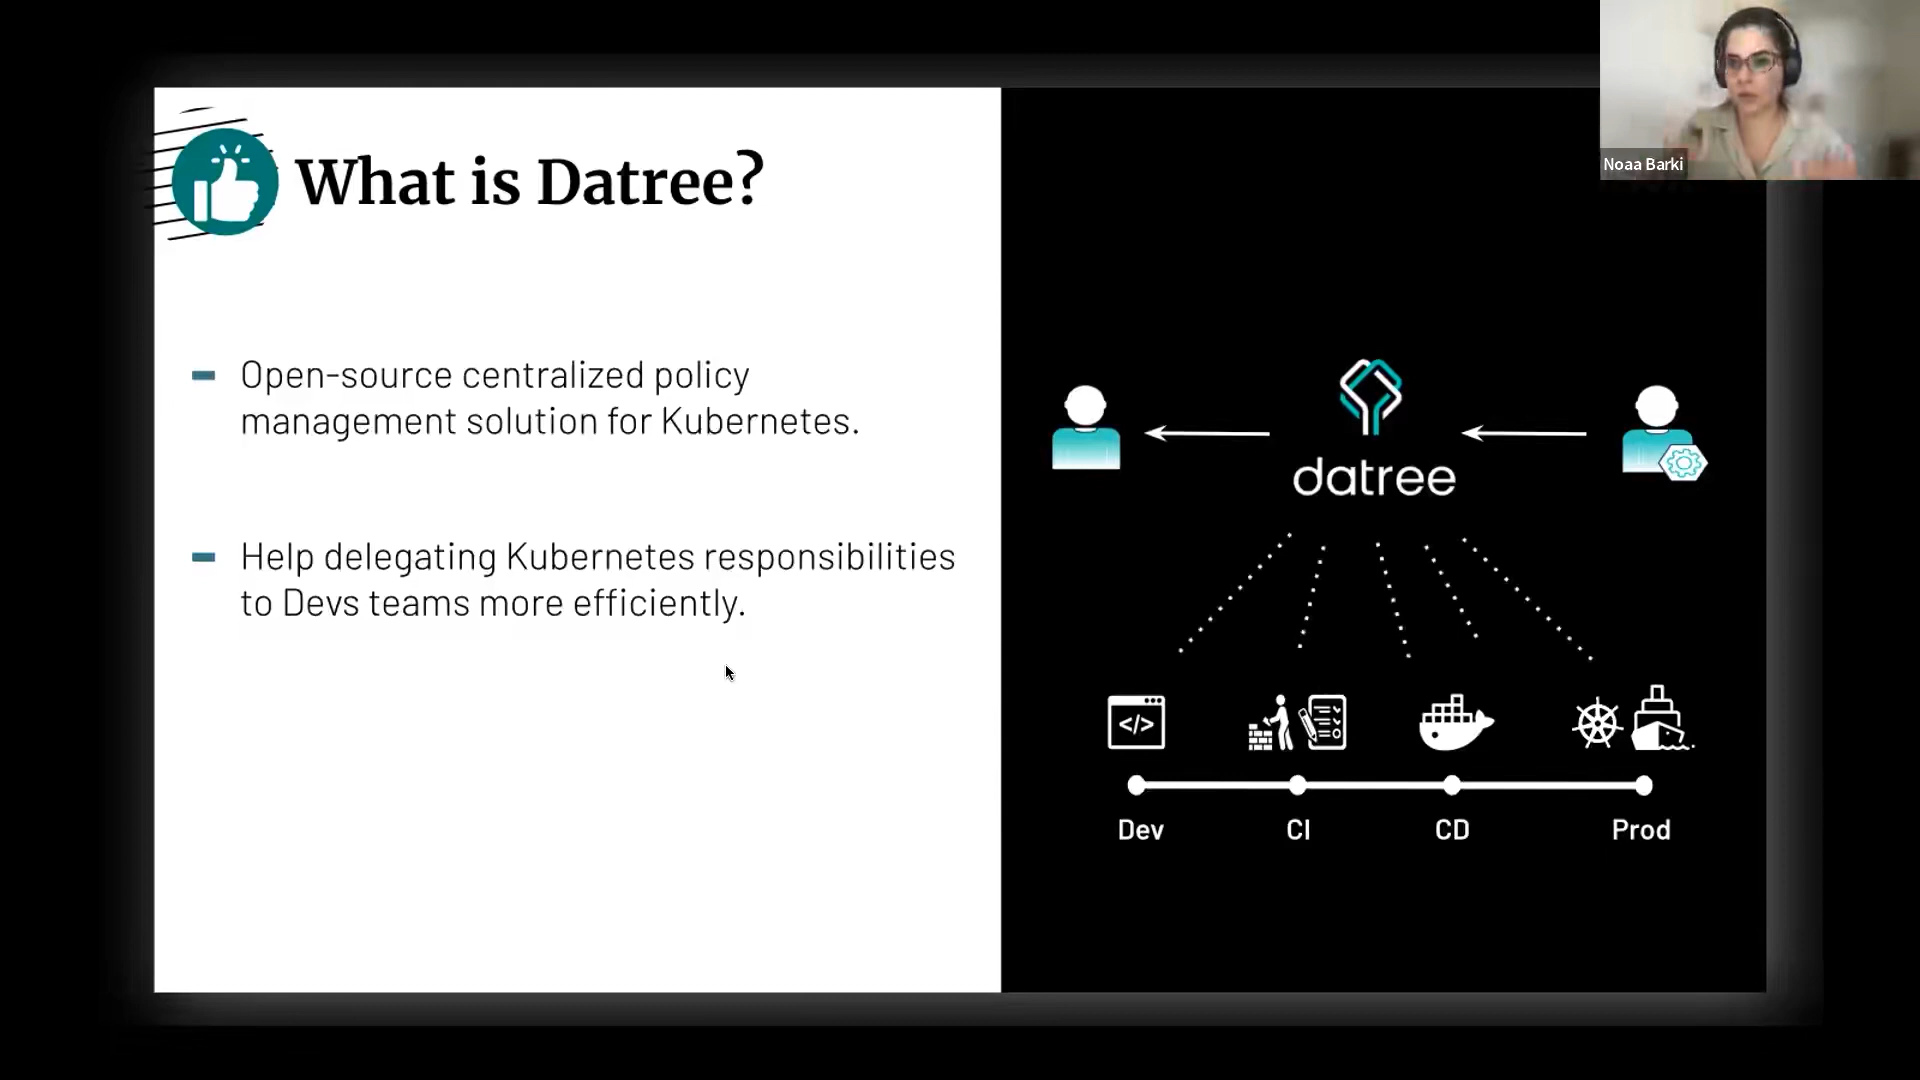 What is Datree?
Open-source centralized policy
management solution for Kubernetes.
Help delegating Kubernetes responsibilities
to Devs teams more efficiently.
datree
</>
Dev
CI
CD
Prod
Noaa Barki